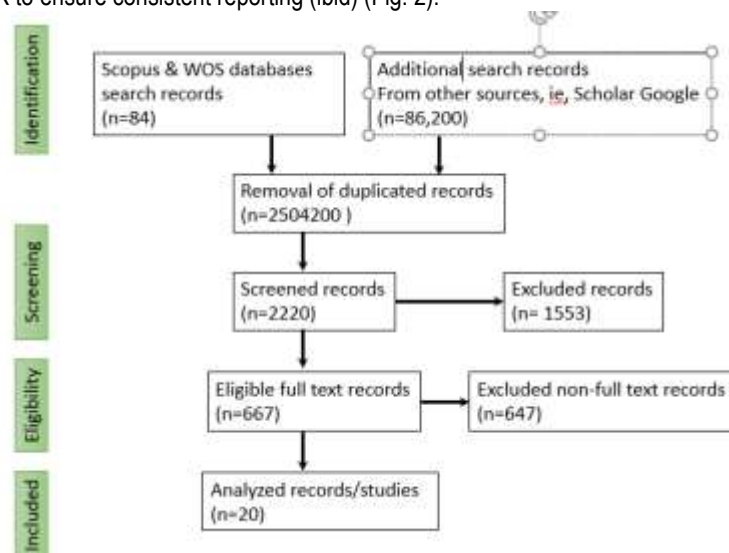 to ensure consistent reporting (ibid) (Fig. 2).
Identification
Scopus & WOS databases
search records
(n=84)
Additional search records
From other sources, ie, Scholar Google
(n=86,200)
Removal of duplicated records
(n=2504200 )
Screening
Screened records
(n=2220)
Excluded records
(n= 1553)
Eligibility
Eligible full text records
(n=667)
Excluded non-full text records
(n=647)
Included
Analyzed records/studies
(n=20)